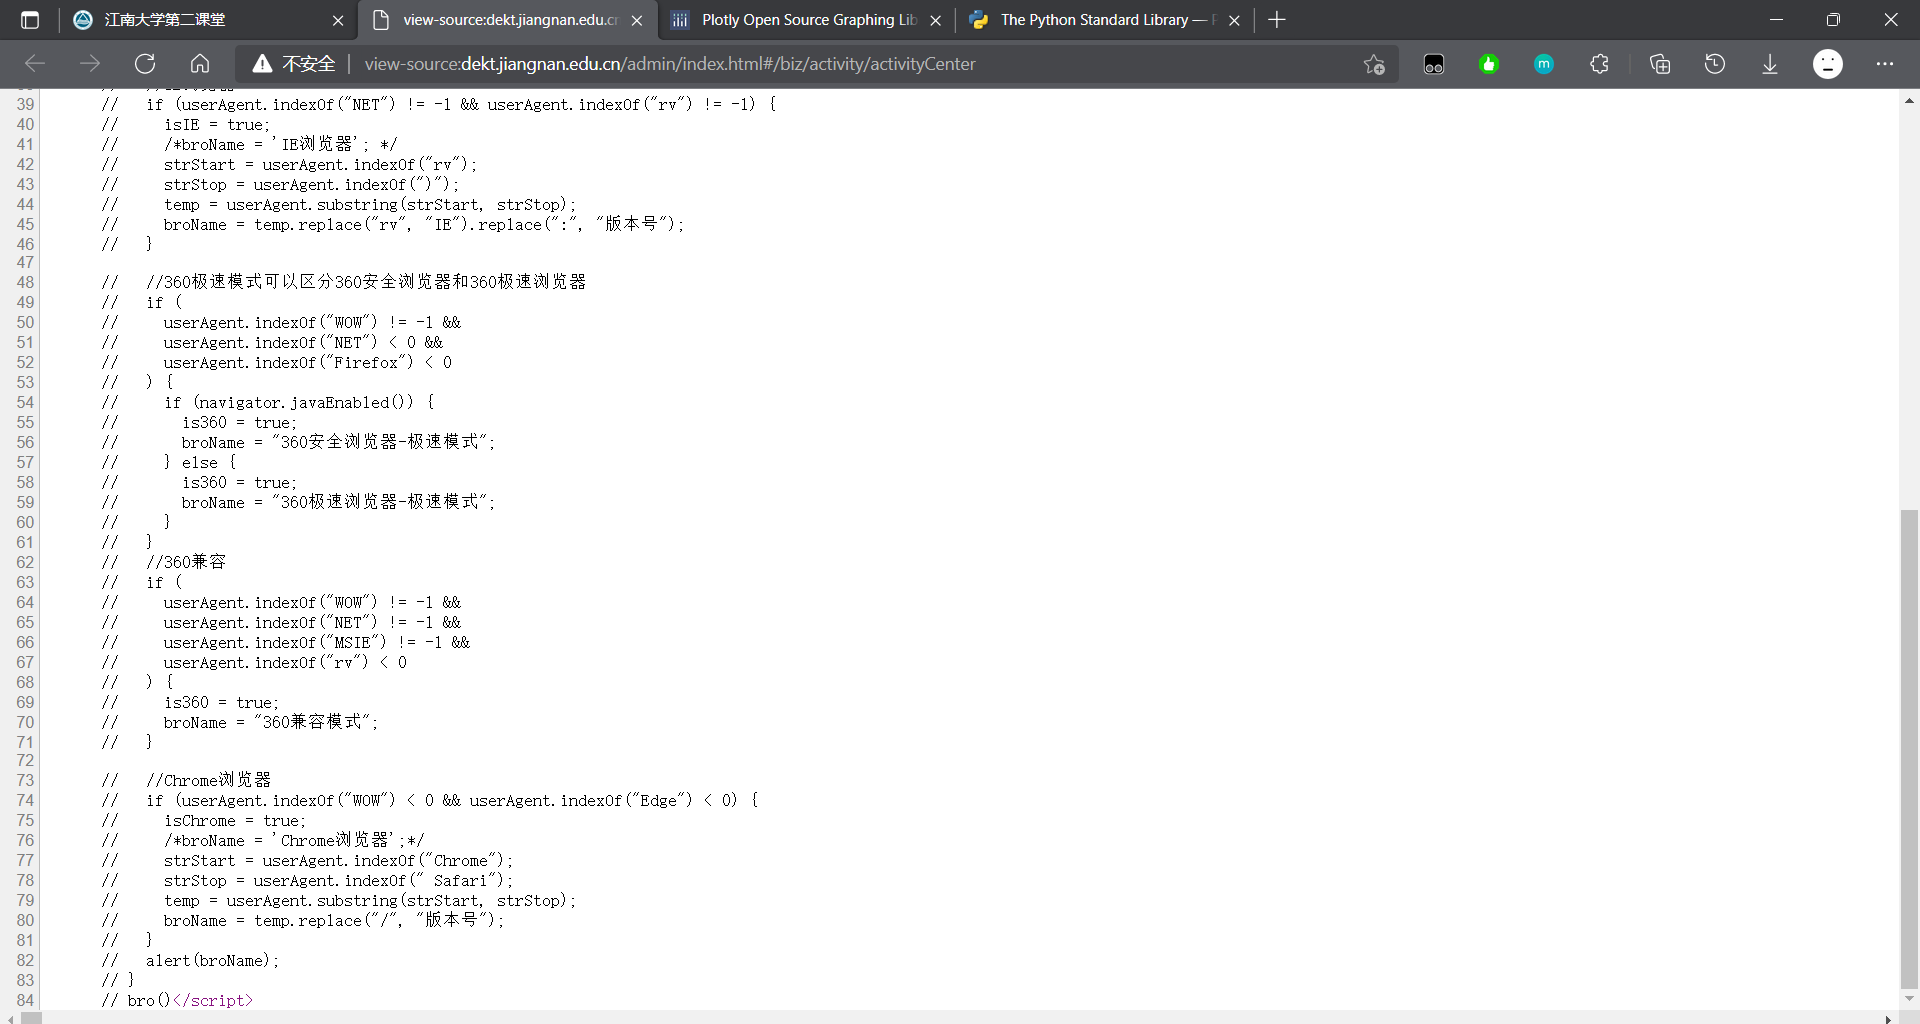 江南大学第二课堂
view-source:dekt.jiangnan.edu.cn
Plotly Open Source Graphing Lib
The Python Standard Library —
不安全
view-source:dekt.jiangnan.edu.cn/admin/index.html#/biz/activity/activityCenter
m
39 // if (userAgent.indexOf("NET") != -1 && userAgent.indexOf("rv") != -1) {
40 // isIE = true;
41 // /*broName = 'IE浏览器'; */
42 // strStart = userAgent.indexOf("rv");
43 // strStop = userAgent.indexOf(")");
44 // temp = userAgent.substring(strStart, strStop);
45 // broName = temp.replace("rv", "IE").replace(":", "版本号");
46 // }
47
48 // //360极速模式可以区分360安全浏览器和360极速浏览器
49 // if (
50 // userAgent.indexOf("WOW") != -1 &&
51 // userAgent.indexOf("NET") < 0 &&
52 // userAgent.indexOf("Firefox") < 0
53 // ) {
54 // if (navigator.javaEnabled()) {
55 // is360 = true;
56 // broName = "360安全浏览器-极速模式";
57 // } else {
58 // is360 = true;
59 // broName = "360极速浏览器-极速模式";
60 // }
61 // }
62 // //360兼容
63 // if (
64 // userAgent.indexOf("WOW") != -1 &&
65 // userAgent.indexOf("NET") != -1 &&
66 // userAgent.indexOf("MSIE") != -1 &&
67 // userAgent.indexOf("rv") < 0
68 // ) {
69 // is360 = true;
70 // broName = "360兼容模式";
71 // }
72
73 // //Chrome浏览器
74 // if (userAgent.indexOf("WOW") < 0 && userAgent.indexOf("Edge") < 0) {
75 // isChrome = true;
76 // /*broName = 'Chrome浏览器';*/
77 // strStart = userAgent.indexOf("Chrome");
78 // strStop = userAgent.indexOf(" Safari");
79 // temp = userAgent.substring(strStart, strStop);
80 // broName = temp.replace("/", "版本号");
81 // }
82 // alert(broName);
83 // }
84 // bro()</script>